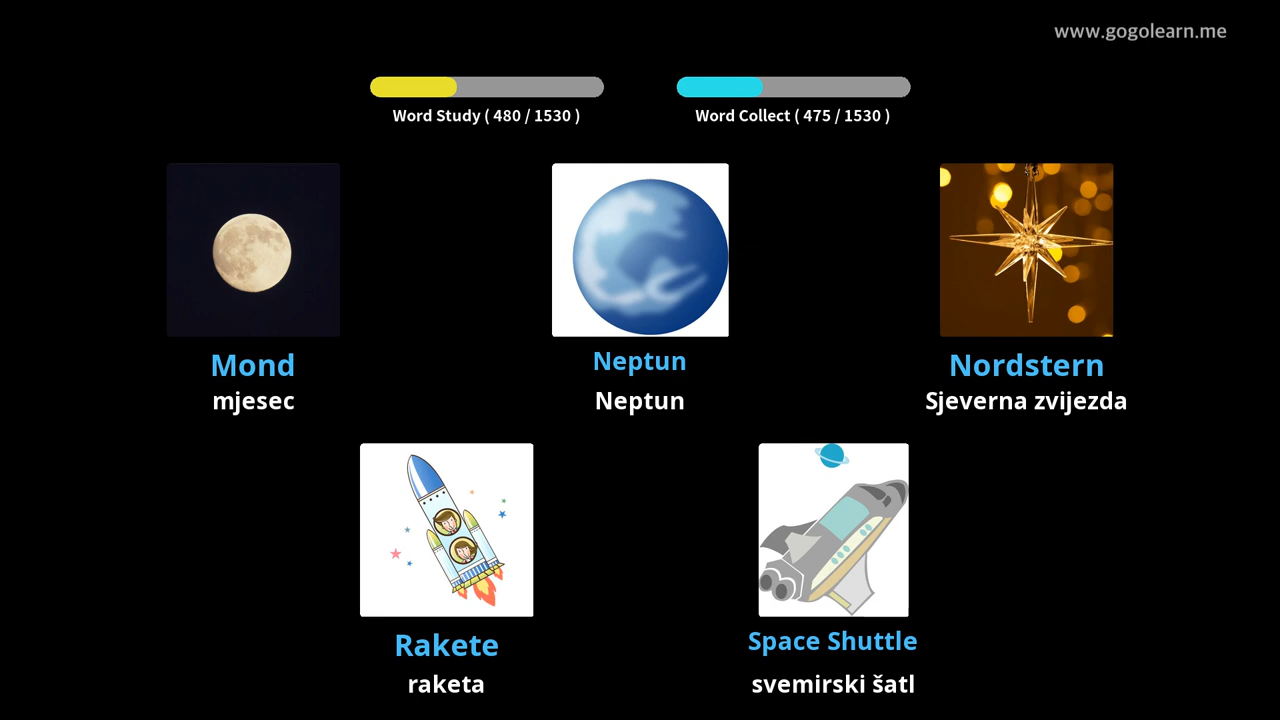 www.gogolearn.me
Word Study ( 480 / 1530 )
Word Collect ( 475 / 1530 )
Mond
mjesec
Neptun
Neptun
Nordstern
Sjeverna zvijezda
Rakete
raketa
Space Shuttle
svemirski šatl